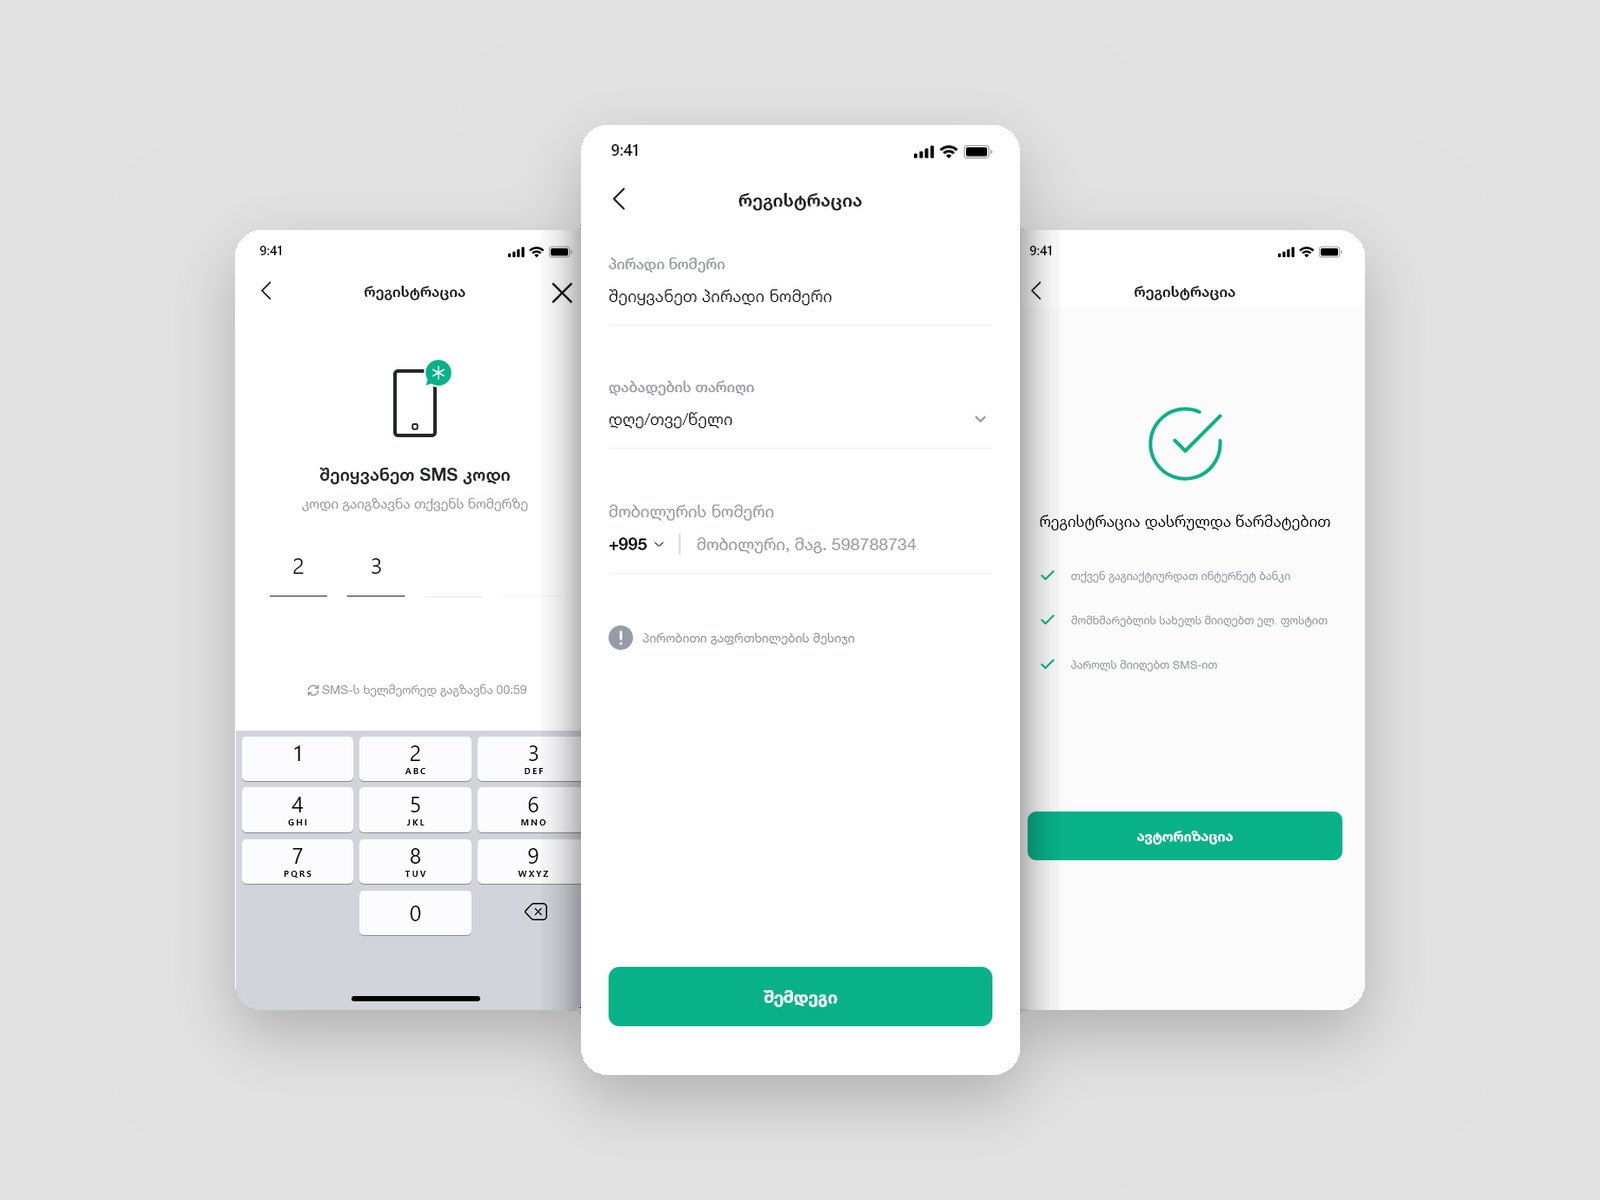 9:41
რეგისტრაცია
შეიყვანეთ SMS კოდი
კოდი გაიგზავნა თქვენს ნომერზე
2 3
SMS-ს ხელმეორედ გაგზავნა 00:59
1 2 3
ABC DEF
4 5 6
GHI JKL MNO
7 8 9
PQRS TUV WXYZ
0
9:41
რეგისტრაცია
პირადი ნომერი
შეიყვანეთ პირადი ნომერი
დაბადების თარიღი
დღე/თვე/წელი
მობილურის ნომერი
+995 მობილური, მაგ. 598788734
პირობითი გაფრთხილების მესიჯი
შემდეგი
9:41
რეგისტრაცია
რეგისტრაცია დასრულდა წარმატებით
თქვენ გაგიაქტიურდათ ინტერნეტ ბანკი
მომხმარებლის სახელს მიიღებთ ელ. ფოსტით
პაროლს მიიღებთ SMS-ით
ავტორიზაცია